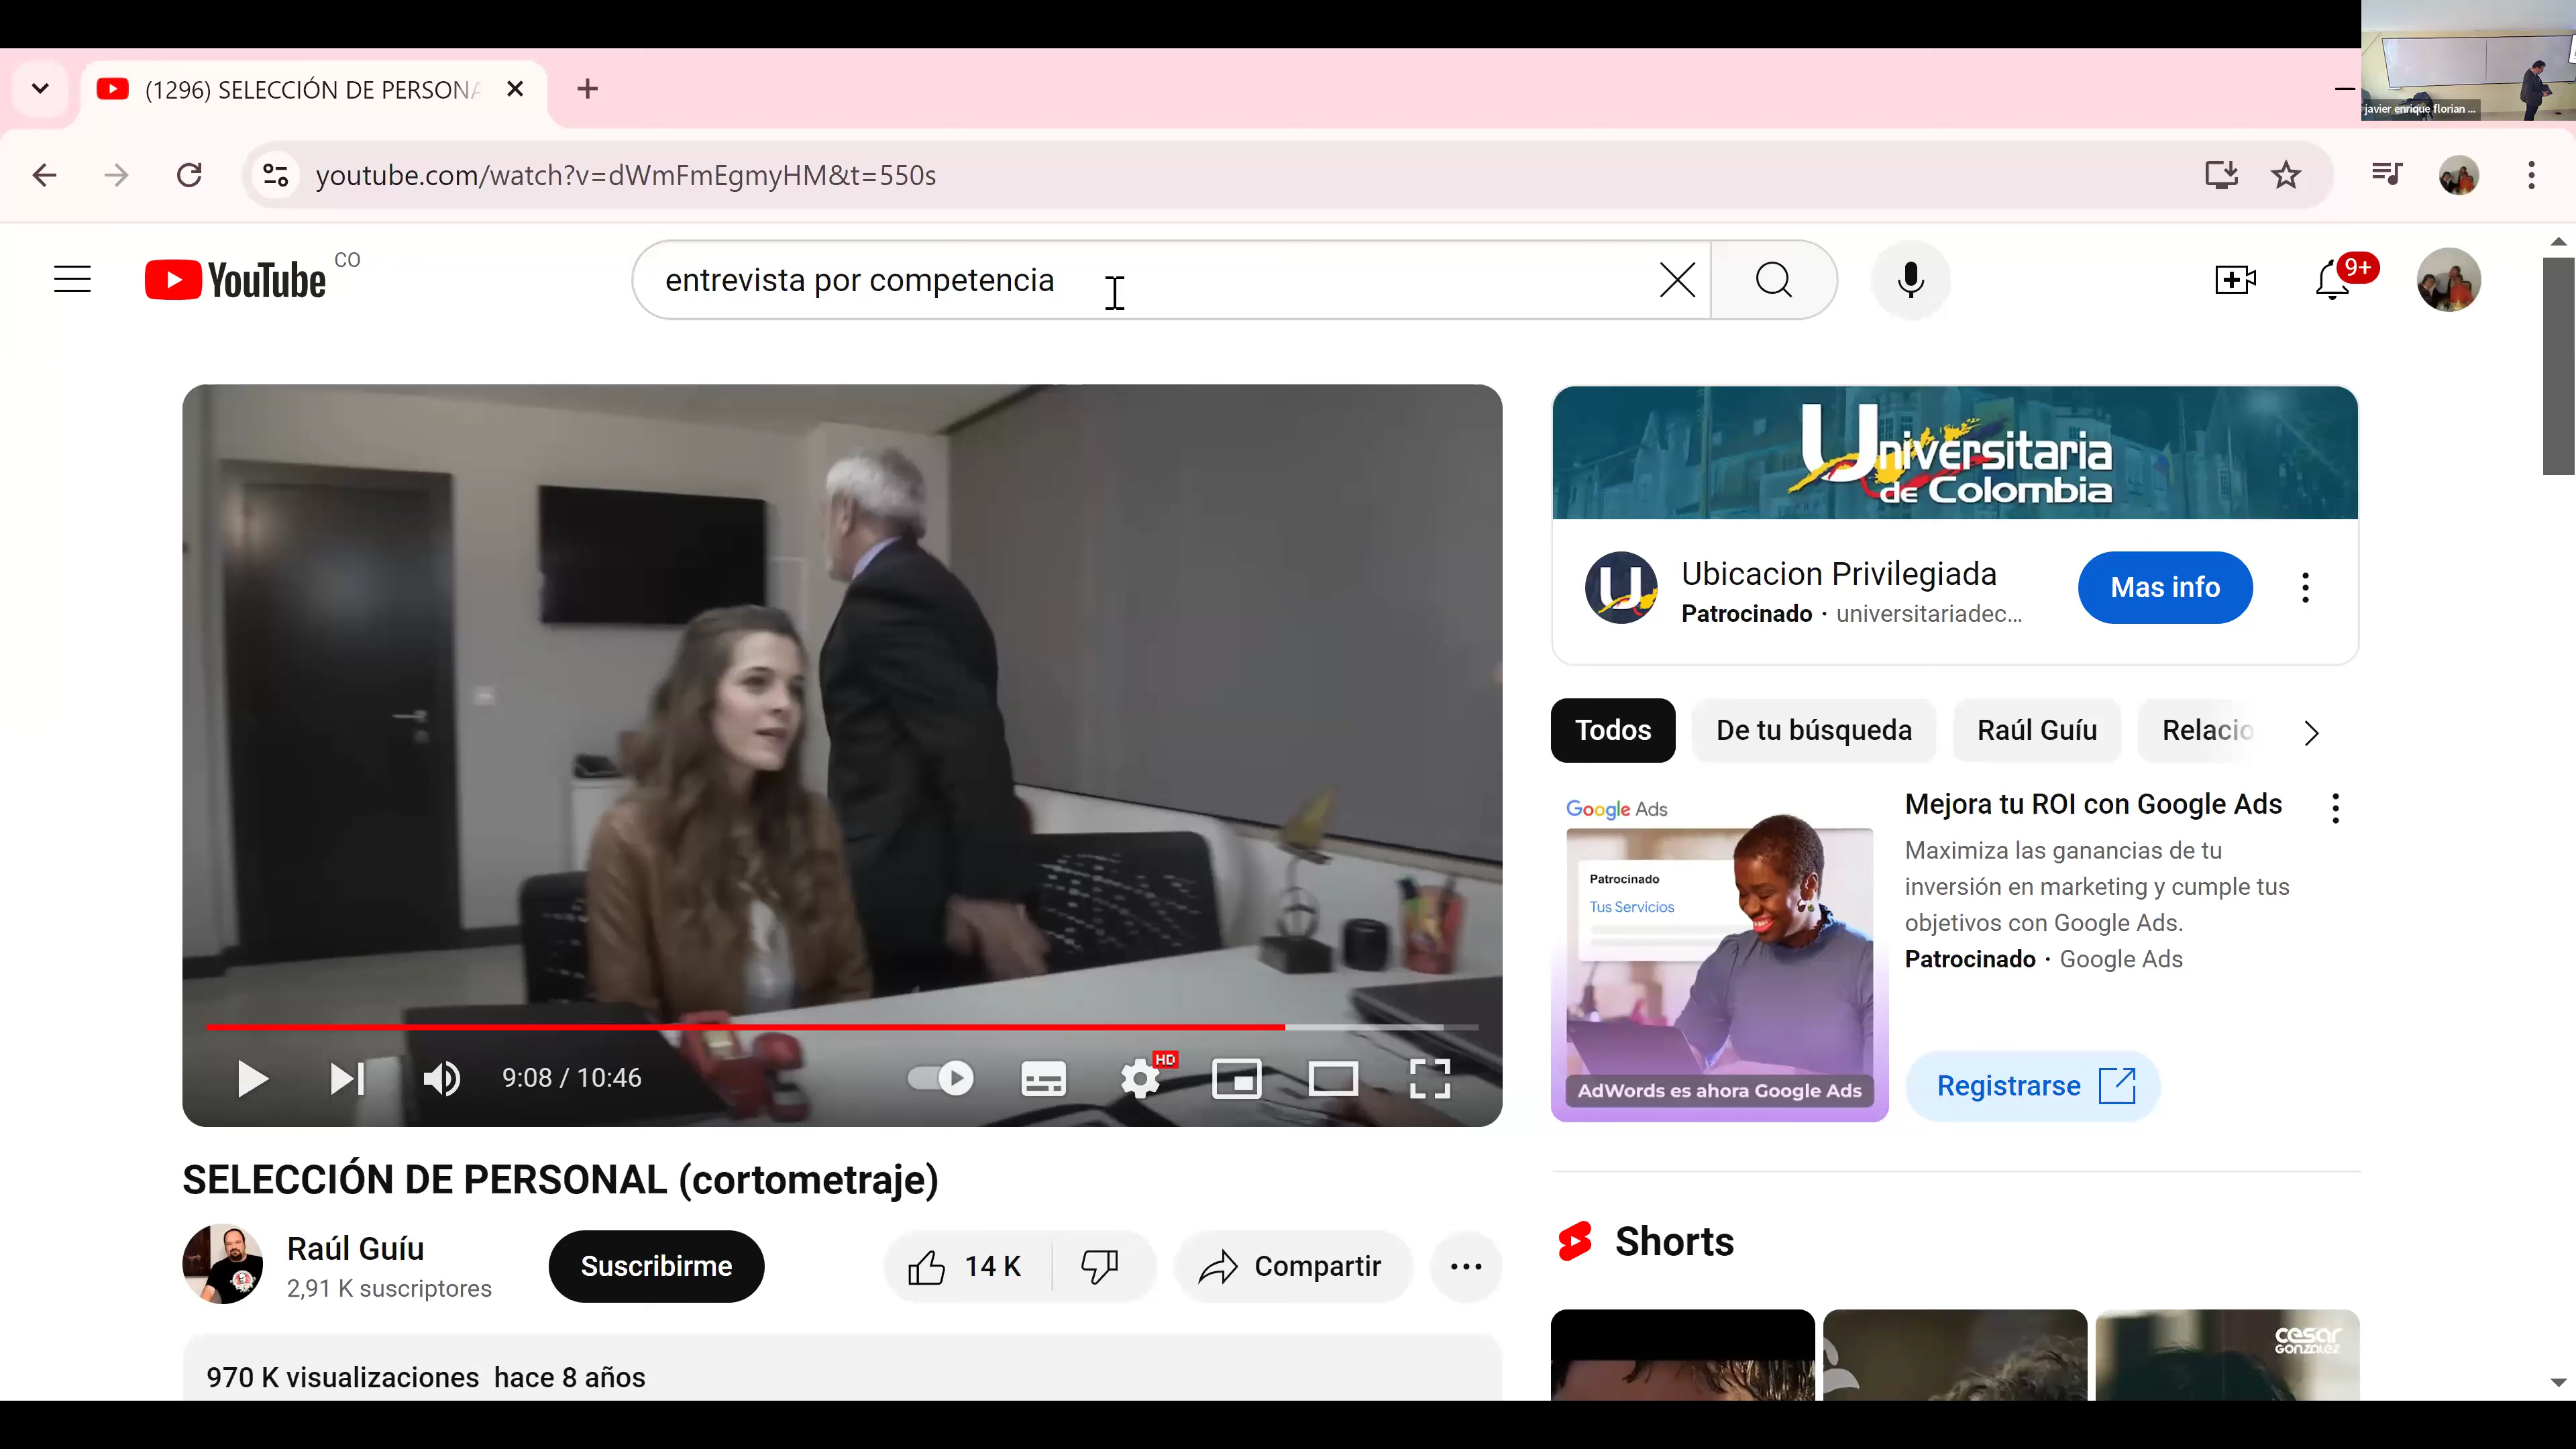 javier enrique florian ...
(1296) SELECCIÓN DE PERSONA
youtube.com/watch?v=dWmFmEgmyHM&t=550s
YouTube CO
entrevista por competencia
9+
Universitaria
de Colombia
Ubicacion Privilegiada
Patrocinado · universitariadec...
Mas info
Todos
De tu búsqueda
Raúl Guíu
Relacio
Google Ads
Patrocinado
Tus Servicios
AdWords es ahora Google Ads
Mejora tu ROI con Google Ads
Maximiza las ganancias de tu
inversión en marketing y cumple tus
objetivos con Google Ads.
Patrocinado · Google Ads
Registrarse
9:08 / 10:46
HD
SELECCIÓN DE PERSONAL (cortometraje)
Raúl Guíu
2,91 K suscriptores
Suscribirme
14 K
Compartir
970 K visualizaciones hace 8 años
Shorts
cesar
GONZALEZ